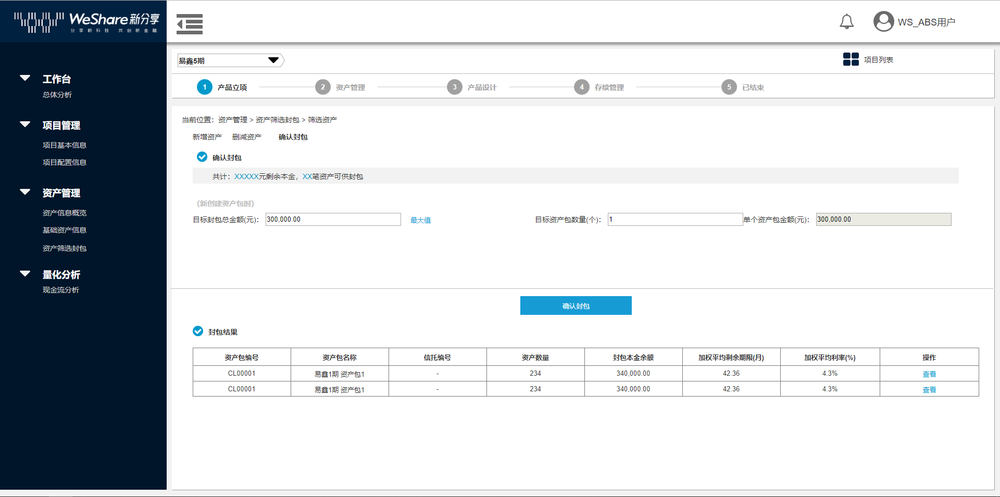 WeShare新分享
分享新科技 共创新金融
WS_ABS用户
工作台
总体分析
项目管理
项目基本信息
项目配置信息
资产管理
资产信息概览
基础资产信息
资产筛选封包
量化分析
现金流分析
易鑫5期
项目列表
1 产品立项 2 资产管理 3 产品设计 4 存续管理 5 已结束
当前位置：资产管理 > 资产筛选封包 > 筛选资产
新增资产 删减资产 确认封包
确认封包
共计：XXXXX元剩余本金，XX笔资产可供封包
（新创建资产包时）
目标封包总金额(元)： 300,000.00 最大值 目标资产包数量(个)： 1 单个资产包金额(元)： 300,000.00
确认封包
封包结果
资产包编号 资产包名称 信托编号 资产数量 封包本金余额 加权平均剩余期限(月) 加权平均利率(%) 操作
CL00001 易鑫1期 资产包1 - 234 340,000.00 42.36 4.3% 查看
CL00001 易鑫1期 资产包1 - 234 340,000.00 42.36 4.3% 查看